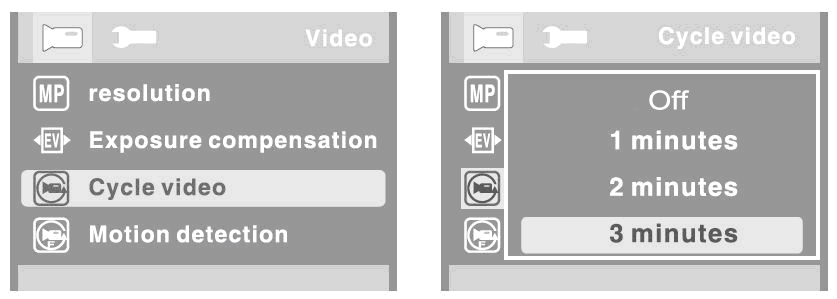 Video
MP resolution
EV Exposure compensation
Cycle video
F Motion detection
Cycle video
MP
EV
F
Off
1 minutes
2 minutes
3 minutes